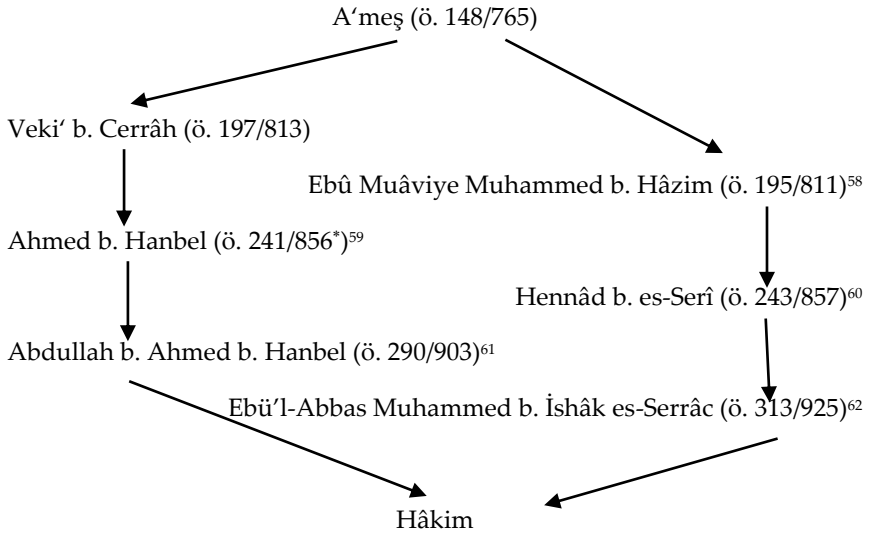 A‘meş (ö. 148/765)
Veki‘ b. Cerrâh (ö. 197/813)
Ebû Muâviye Muhammed b. Hâzim (ö. 195/811)⁵⁸
Ahmed b. Hanbel (ö. 241/856*)⁵⁹
Hennâd b. es-Serî (ö. 243/857)⁶⁰
Abdullah b. Ahmed b. Hanbel (ö. 290/903)⁶¹
Ebü’l-Abbas Muhammed b. İshâk es-Serrâc (ö. 313/925)⁶²
Hâkim